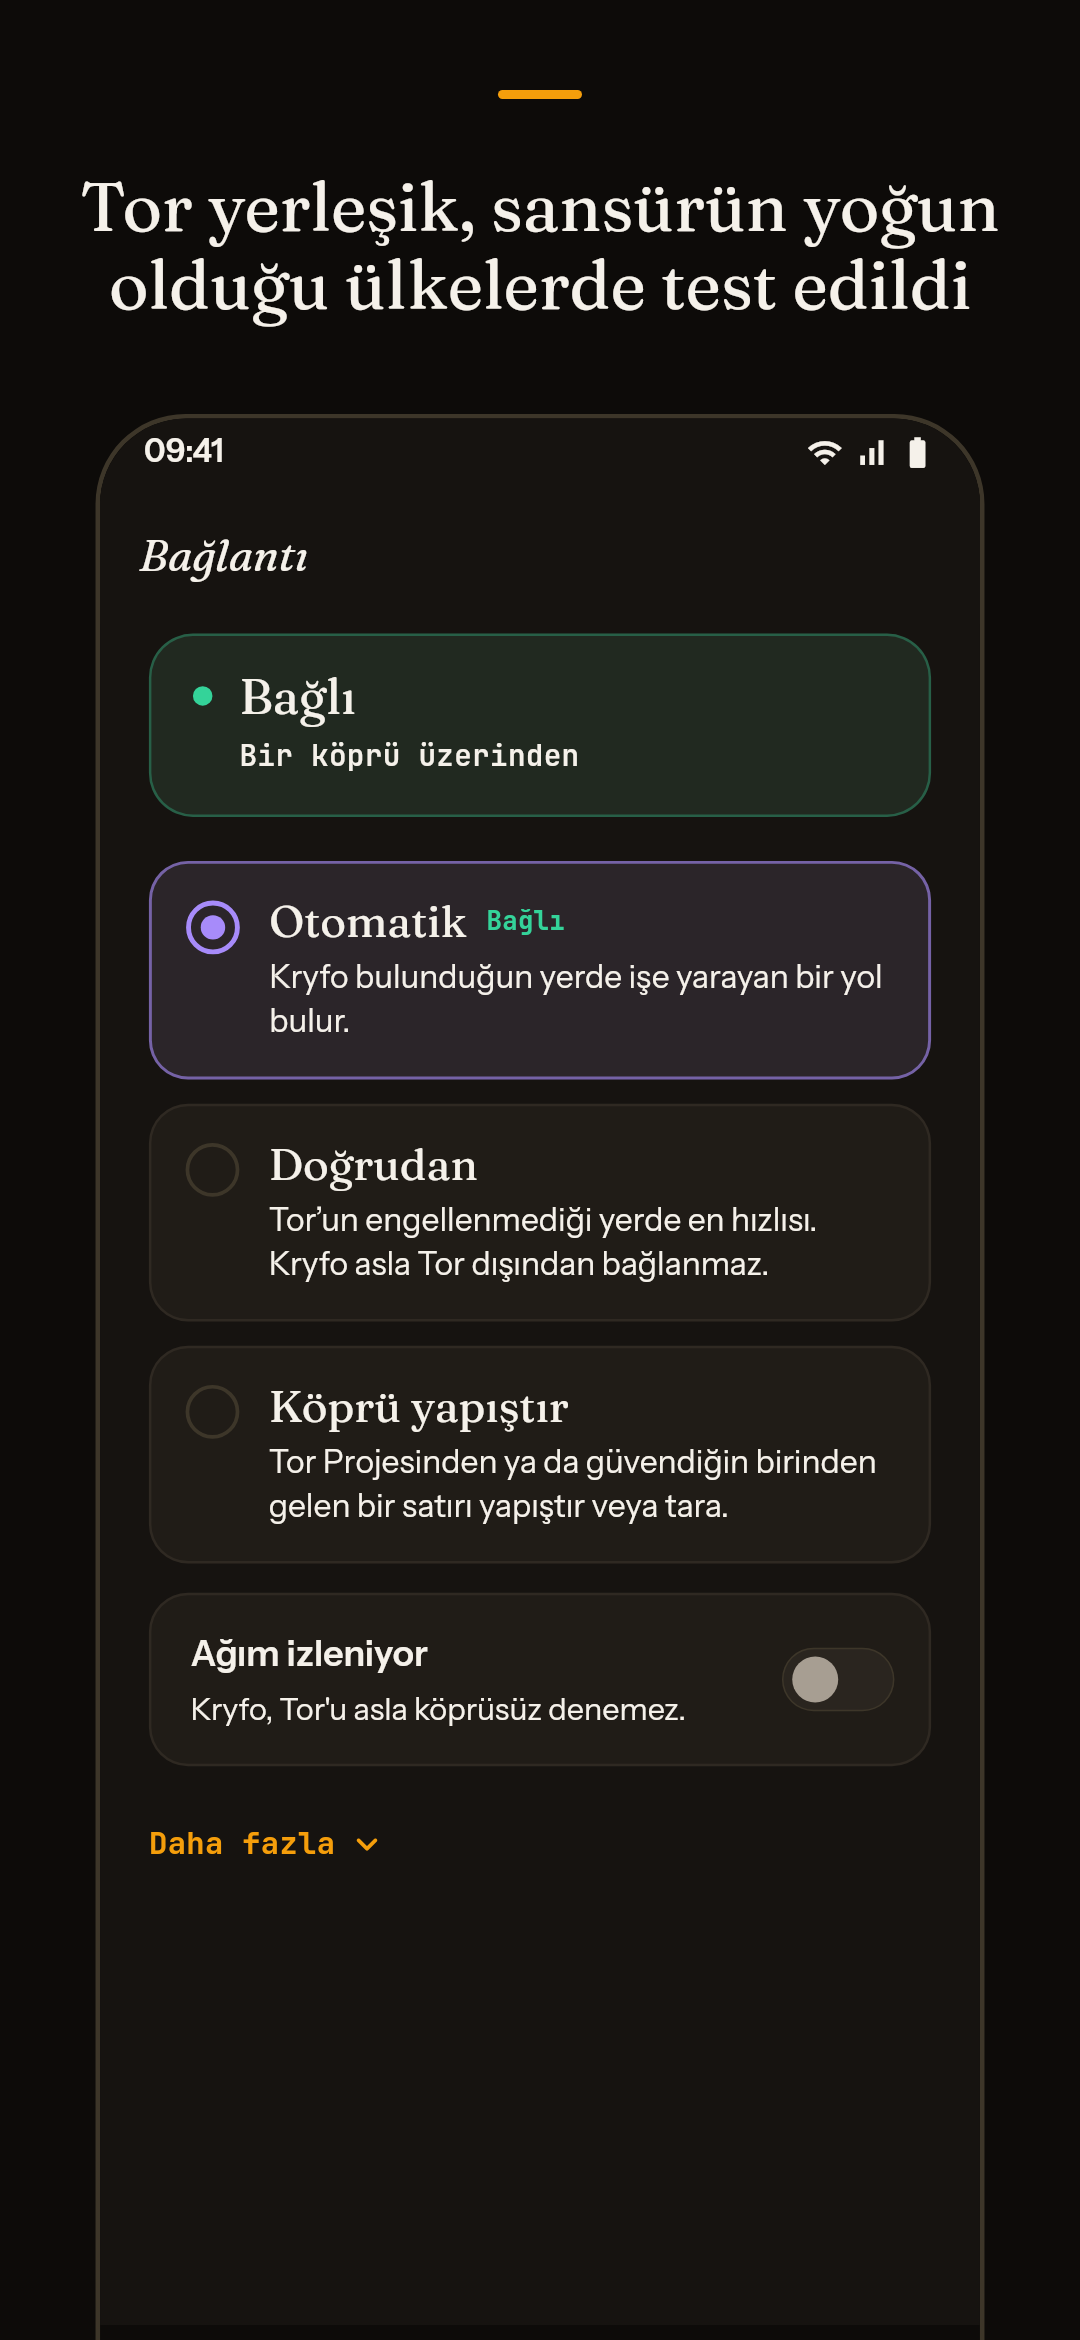 Tor yerleşik, sansürün yoğun
olduğu ülkelerde test edildi
09:41
Bağlantı
Bağlı
Bir köprü üzerinden
Otomatik Bağlı
Kryfo bulunduğun yerde işe yarayan bir yol
bulur.
Doğrudan
Tor’un engellenmediği yerde en hızlısı.
Kryfo asla Tor dışından bağlanmaz.
Köprü yapıştır
Tor Projesinden ya da güvendiğin birinden
gelen bir satırı yapıştır veya tara.
Ağım izleniyor
Kryfo, Tor'u asla köprüsüz denemez.
Daha fazla